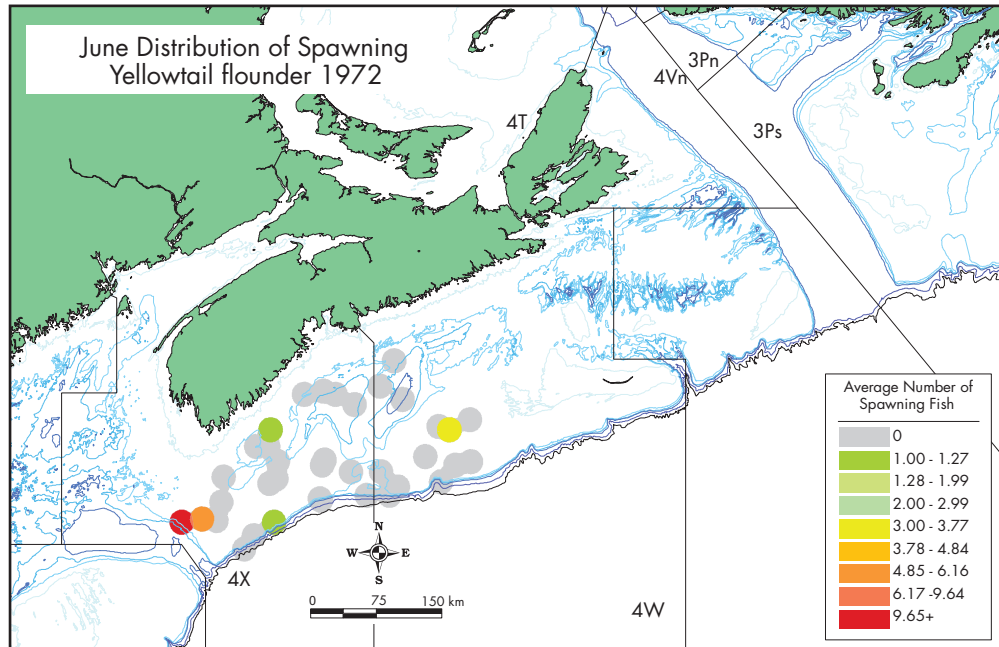 June Distribution of Spawning
Yellowtail flounder 1972
3Pn
4Vn
4T
3Ps
Average Number of
Spawning Fish
0
1.00 - 1.27
1.28 - 1.99
2.00 - 2.99
3.00 - 3.77
3.78 - 4.84
4.85 - 6.16
6.17 -9.64
9.65+
N
W E
S
4X
0 75 150 km
4W